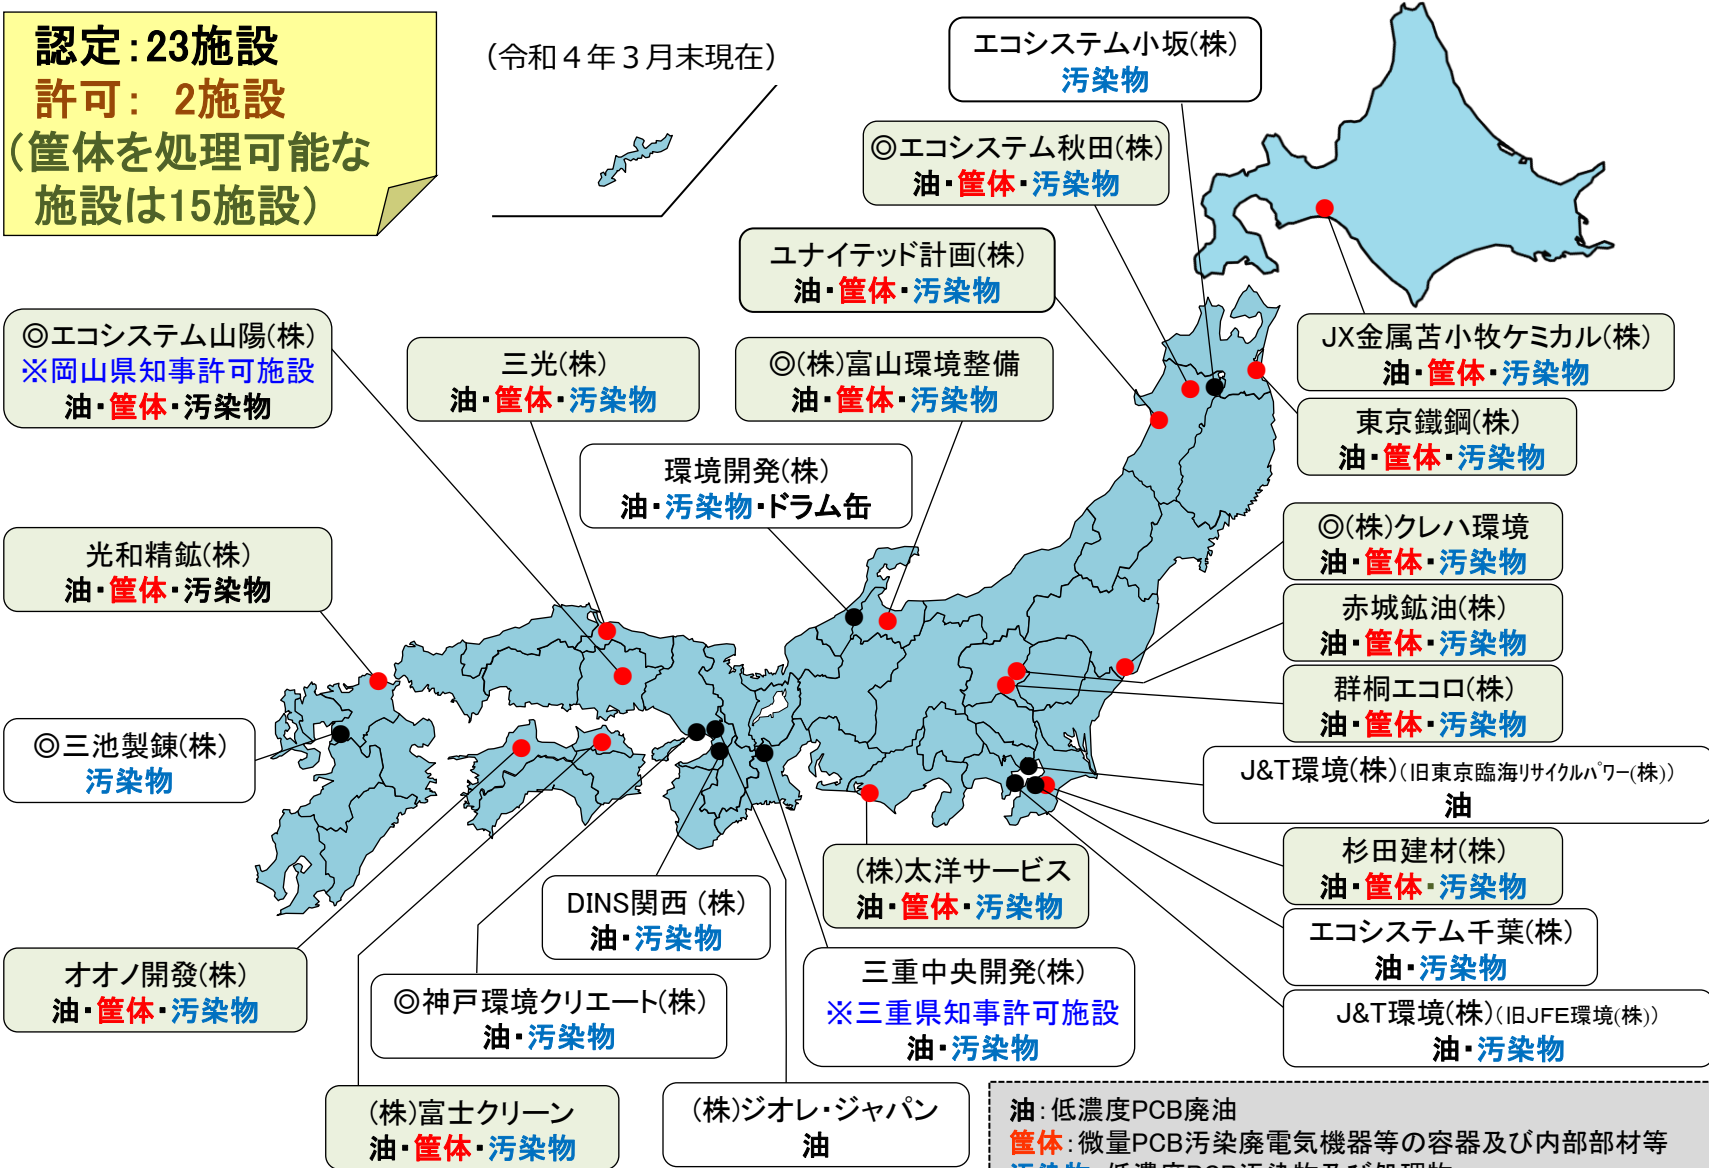 認定：23施設
許可： 2施設
（筐体を処理可能な
施設は15施設）
（令和４年３月末現在）
エコシステム小坂(株)
汚染物
◎エコシステム秋田(株)
油・筐体・汚染物
ユナイテッド計画(株)
油・筐体・汚染物
◎エコシステム山陽(株)
※岡山県知事許可施設
油・筐体・汚染物
三光(株)
油・筐体・汚染物
◎(株)富山環境整備
油・筐体・汚染物
JX金属苫小牧ケミカル(株)
油・筐体・汚染物
東京鐵鋼(株)
油・筐体・汚染物
環境開発(株)
油・汚染物・ドラム缶
◎(株)クレハ環境
油・筐体・汚染物
光和精鉱(株)
油・筐体・汚染物
赤城鉱油(株)
油・筐体・汚染物
群桐エコロ(株)
油・筐体・汚染物
◎三池製錬(株)
汚染物
J&T環境(株)（旧東京臨海ﾘｻｲｸﾙﾊﾟﾜｰ(株)）
油
杉田建材(株)
油・筐体・汚染物
(株)太洋サービス
油・筐体・汚染物
DINS関西 (株)
油・汚染物
エコシステム千葉(株)
油・汚染物
オオノ開發(株)
油・筐体・汚染物
◎神戸環境クリエート(株)
油・汚染物
三重中央開発(株)
※三重県知事許可施設
油・汚染物
J&T環境(株)（旧JFE環境(株)）
油・汚染物
(株)富士クリーン
油・筐体・汚染物
(株)ジオレ・ジャパン
油
油：低濃度PCB廃油
筐体：微量PCB汚染廃電気機器等の容器及び内部部材等
汚染物：低濃度PCB汚染物及び処理物